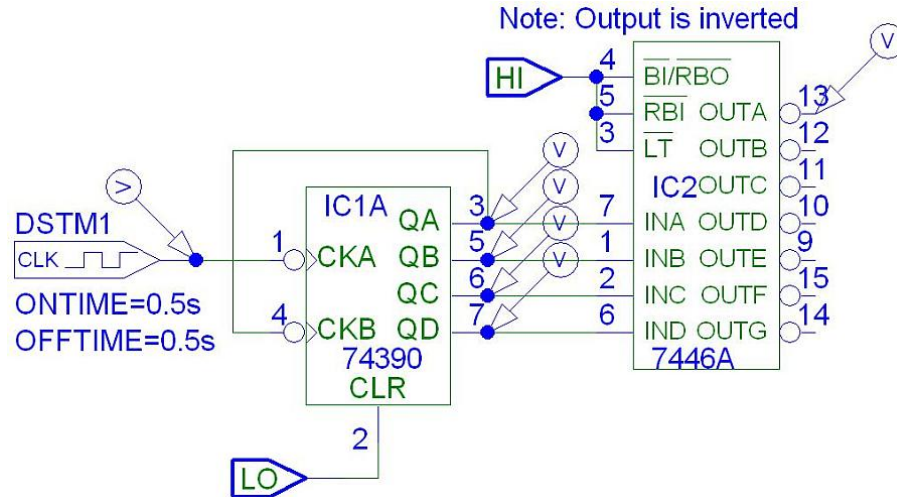 Note: Output is inverted
HI
4 BI/RBO
5 RBI OUTA 13
3 LT OUTB 12
IC2 OUTC 11
7 INA OUTD 10
1 INB OUTE 9
2 INC OUTF 15
6 IND OUTG 14
7446A
V
V
V
V
V
V
DSTM1
CLK
ONTIME=0.5s
OFFTIME=0.5s
IC1A
QA 3
1 CKA QB 5
QC 6
4 CKB QD 7
74390
CLR
2
LO